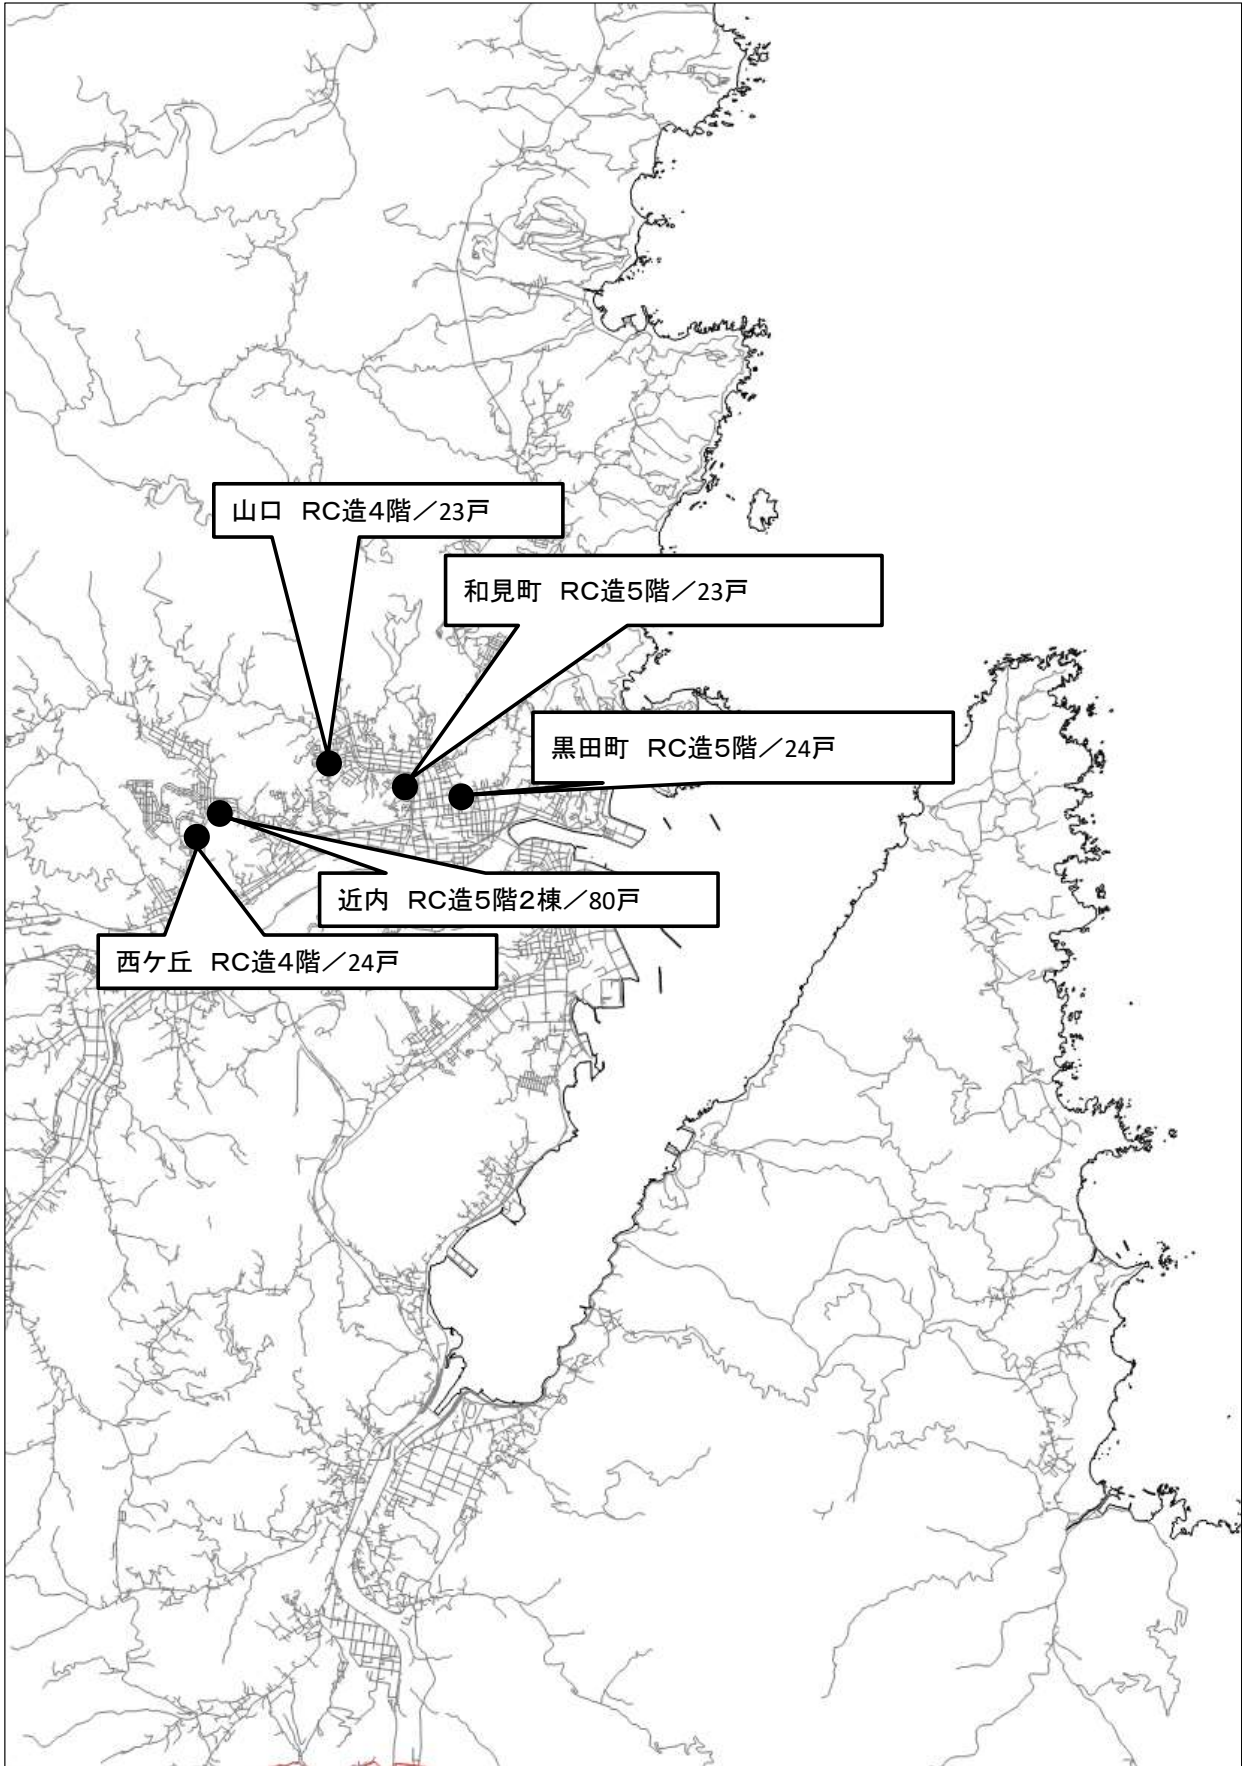 山口　RC造4階／23戸
和見町　RC造5階／23戸
黒田町　RC造5階／24戸
近内　RC造5階2棟／80戸
西ケ丘　RC造4階／24戸